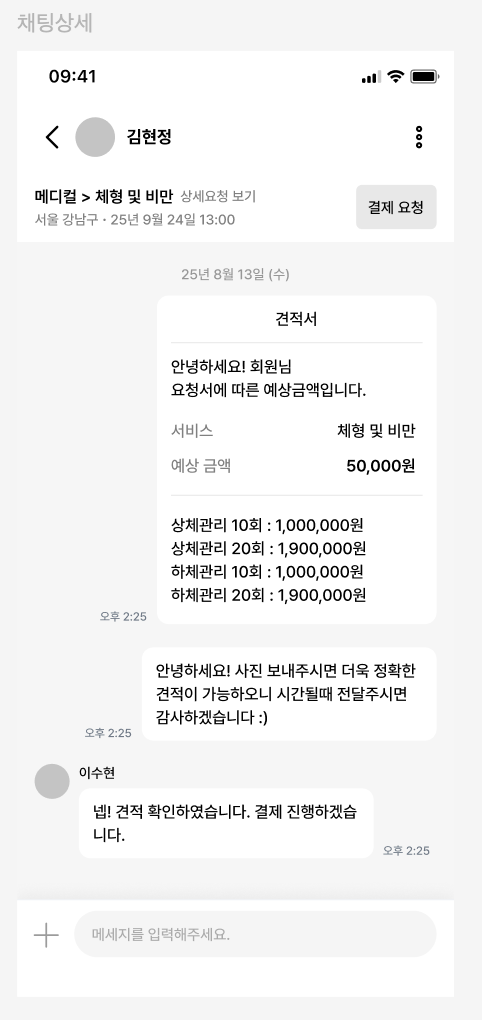 채팅상세
09:41
김현정
메디컬 > 체형 및 비만 상세요청 보기
서울 강남구 · 25년 9월 24일 13:00
결제 요청
25년 8월 13일 (수)
견적서
안녕하세요! 회원님
요청서에 따른 예상금액입니다.
서비스 체형 및 비만
예상 금액 50,000원
상체관리 10회 : 1,000,000원
상체관리 20회 : 1,900,000원
하체관리 10회 : 1,000,000원
하체관리 20회 : 1,900,000원
오후 2:25
안녕하세요! 사진 보내주시면 더욱 정확한
견적이 가능하오니 시간될때 전달주시면
감사하겠습니다 :)
오후 2:25
이수현
넵! 견적 확인하였습니다. 결제 진행하겠습
니다.
오후 2:25
메세지를 입력해주세요.